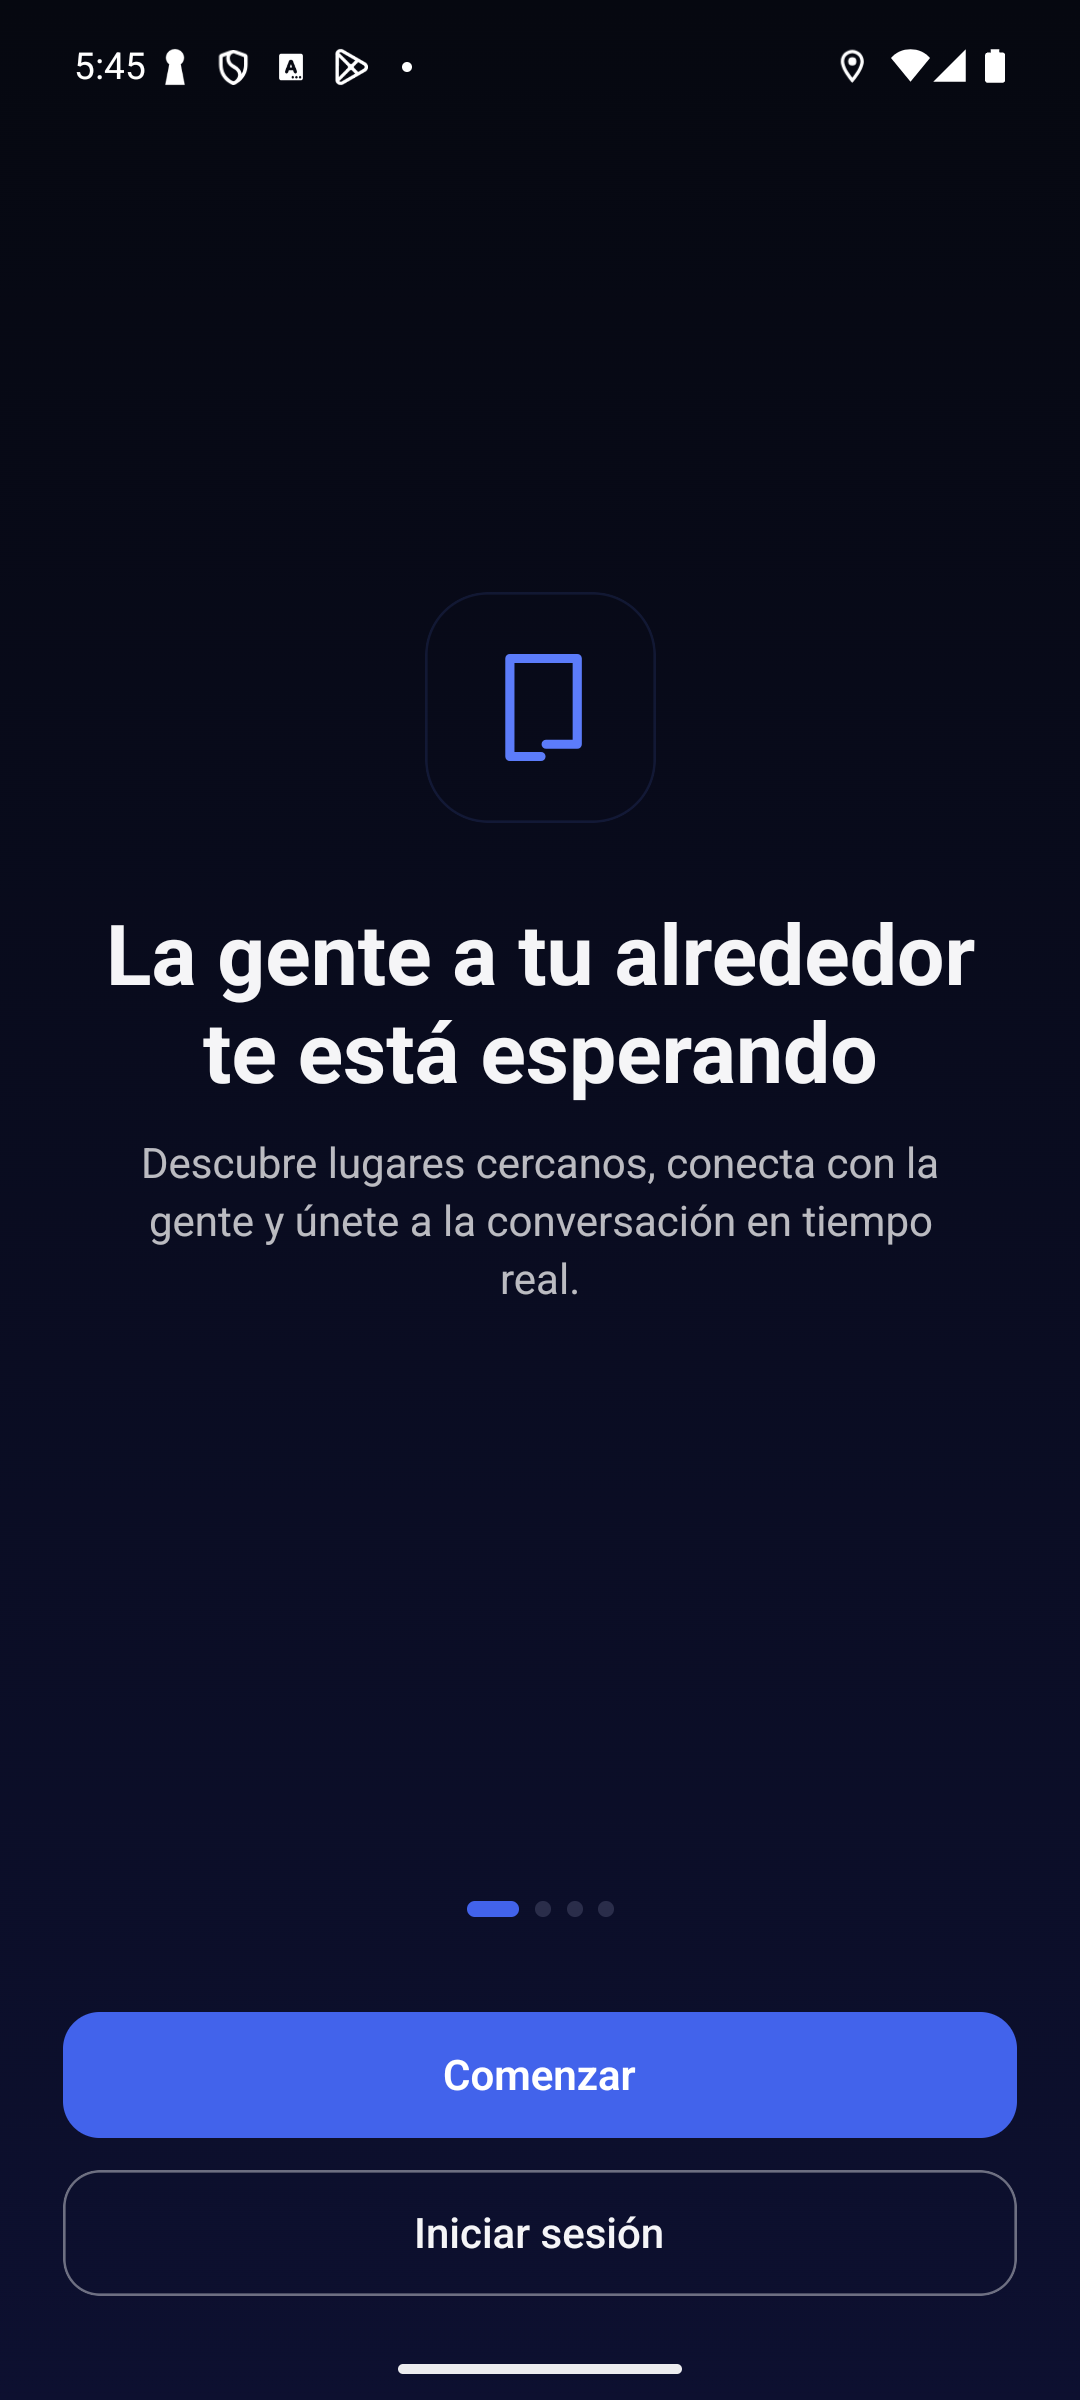 5:45
La gente a tu alrededor
te está esperando
Descubre lugares cercanos, conecta con la
gente y únete a la conversación en tiempo
real.
Comenzar
Iniciar sesión